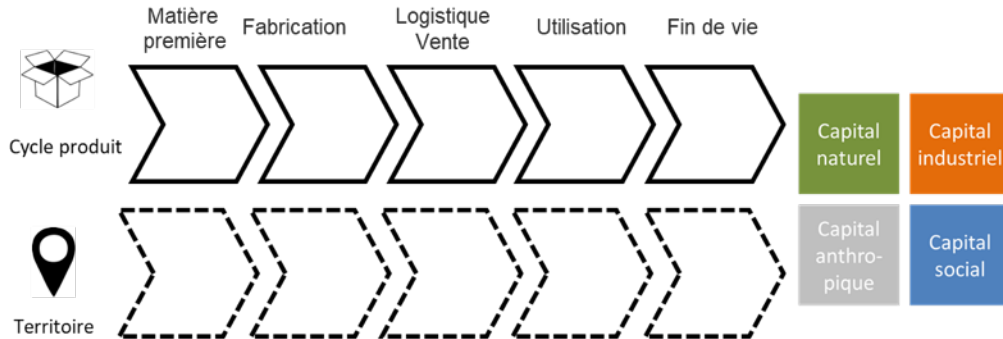 Matière
première
Fabrication
Logistique
Vente
Utilisation
Fin de vie
Cycle produit
Capital
naturel
Capital
industriel
Territoire
Capital
anthro-
pique
Capital
social